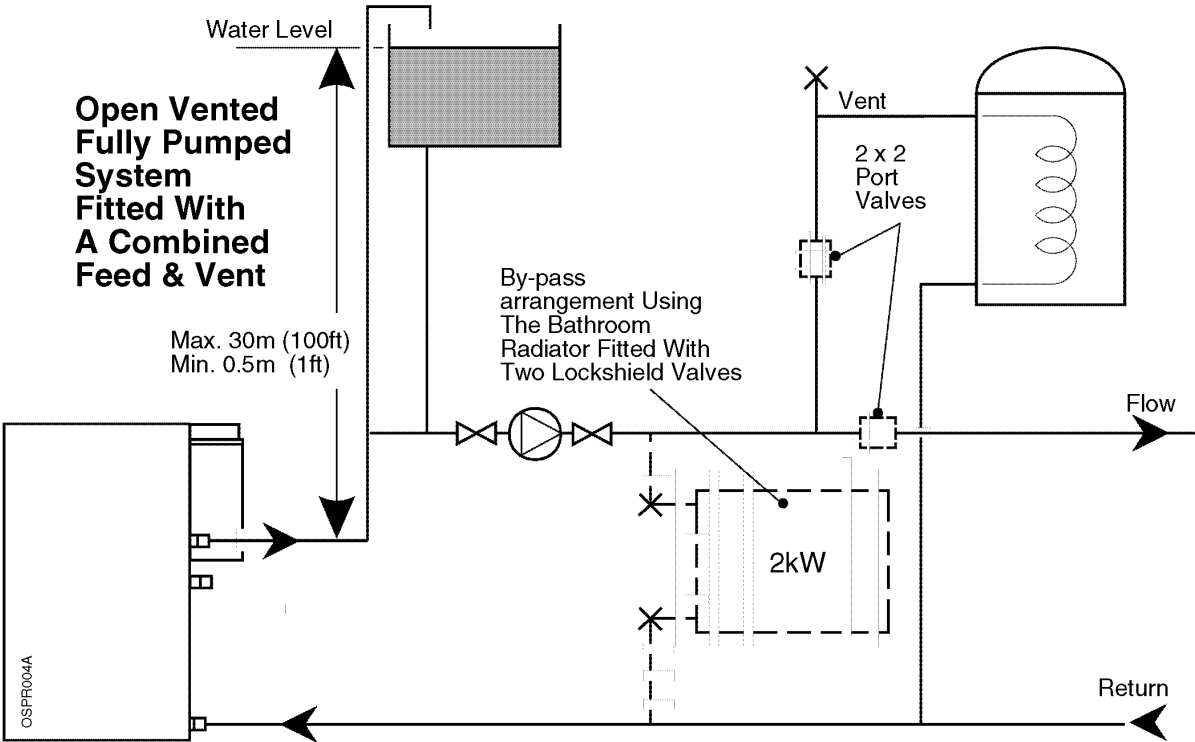 Water Level
Open Vented
Fully Pumped
System
Fitted With
A Combined
Feed & Vent
Max. 30m (100ft)
Min. 0.5m (1ft)
Vent
2 x 2
Port
Valves
By-pass
arrangement Using
The Bathroom
Radiator Fitted With
Two Lockshield Valves
Flow
2kW
Return
OSPR004A